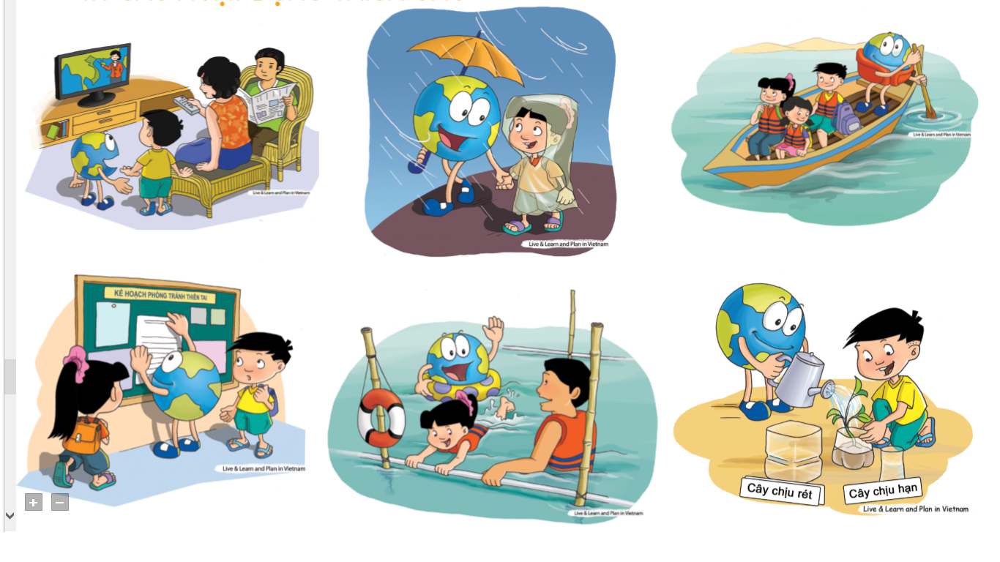 Live & Learn and Plan in Vietnam
Live & Learn and Plan in Vietnam
Live & Learn and Plan in Vietnam
KẾ HOẠCH PHÒNG TRÁNH THIÊN TAI
Live & Learn and Plan in Vietnam
Live & Learn and Plan in Vietnam
Cây chịu rét
Cây chịu hạn
Live & Learn and Plan in Vietnam